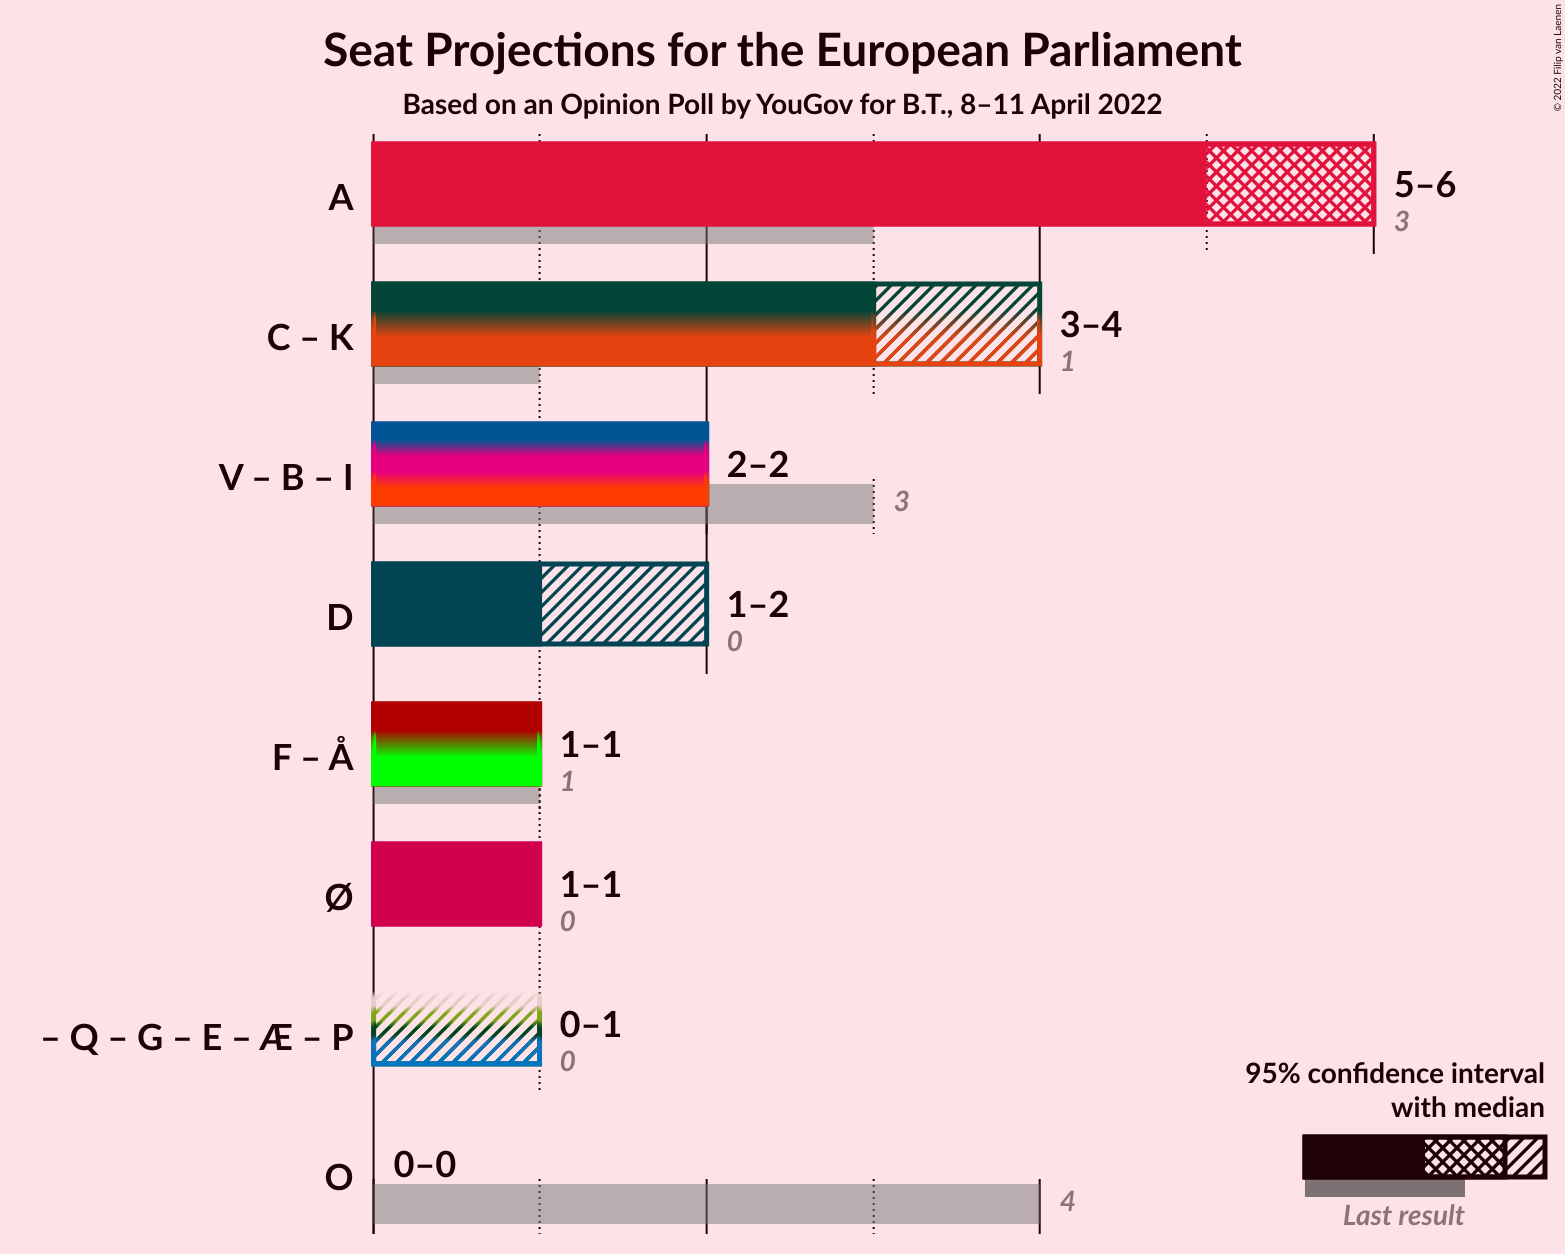 Seat Projections for the European Parliament
Based on an Opinion Poll by YouGov for B.T., 8–11 April 2022
© 2022 Filip van Laenen
A
5–6
3
C – K
3–4
1
V – B – I
2–2
3
D
1–2
0
F – Å
1–1
1
Ø
1–1
0
– Q – G – E – Æ – P
0–1
0
O
0–0
4
95% confidence interval
with median
Last result